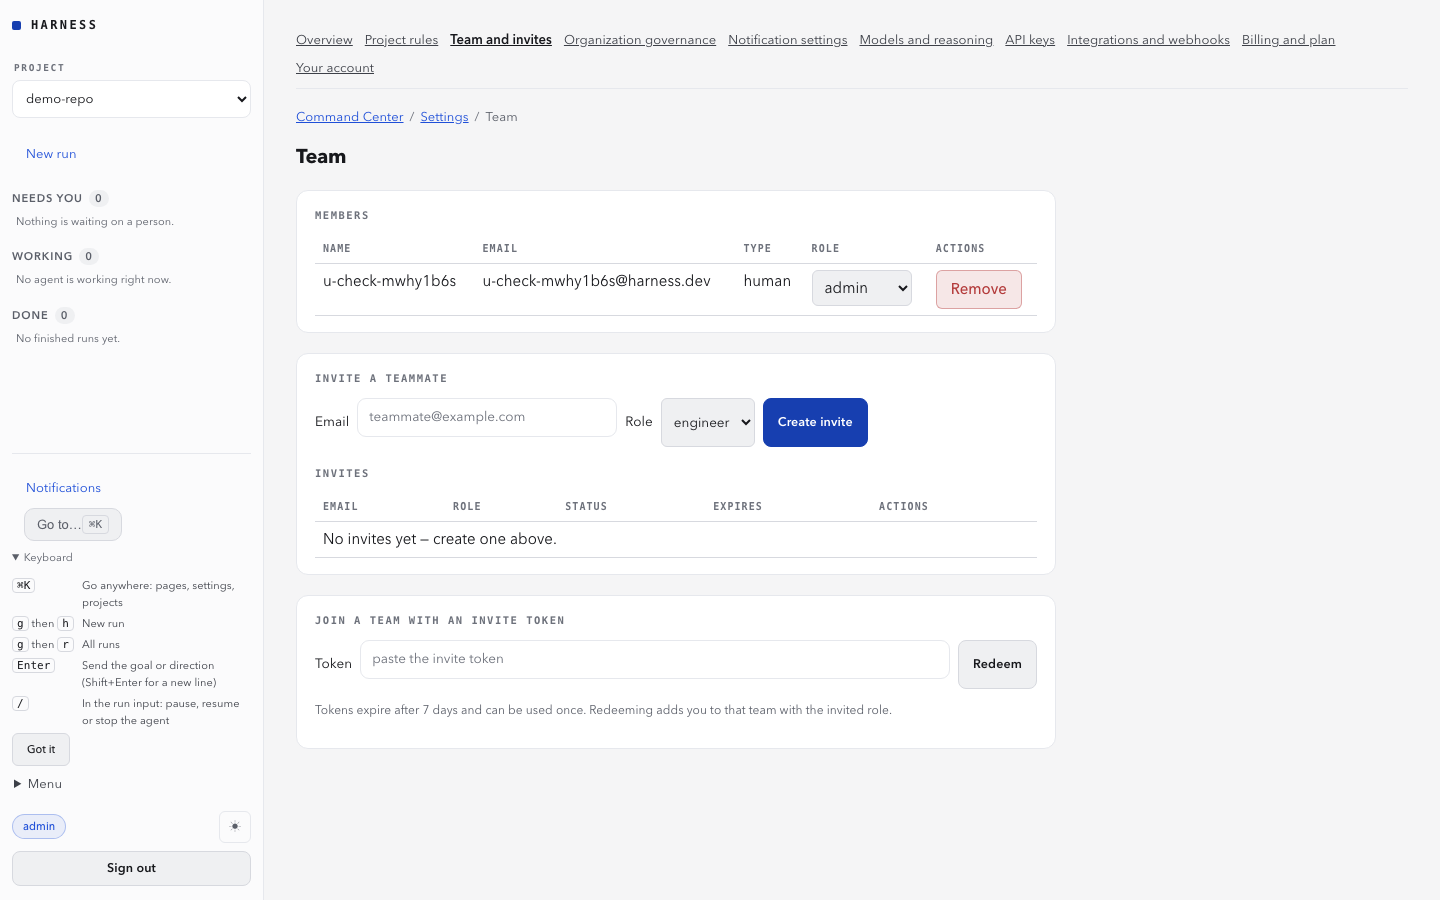 HARNESS
PROJECT
demo-repo
New run
NEEDS YOU 0
Nothing is waiting on a person.
WORKING 0
No agent is working right now.
DONE 0
No finished runs yet.
Notifications
Go to... ⌘K
▼ Keyboard
⌘K Go anywhere: pages, settings,
projects
g then h New run
g then r All runs
Enter Send the goal or direction
(Shift+Enter for a new line)
/ In the run input: pause, resume
or stop the agent
Got it
▶ Menu
admin
Sign out
Overview Project rules Team and invites Organization governance Notification settings Models and reasoning API keys Integrations and webhooks Billing and plan
Your account
Command Center / Settings / Team
Team
MEMBERS
NAME EMAIL TYPE ROLE ACTIONS
u-check-mwhy1b6s u-check-mwhy1b6s@harness.dev human admin Remove
INVITE A TEAMMATE
Email teammate@example.com Role engineer Create invite
INVITES
EMAIL ROLE STATUS EXPIRES ACTIONS
No invites yet – create one above.
JOIN A TEAM WITH AN INVITE TOKEN
Token paste the invite token Redeem
Tokens expire after 7 days and can be used once. Redeeming adds you to that team with the invited role.